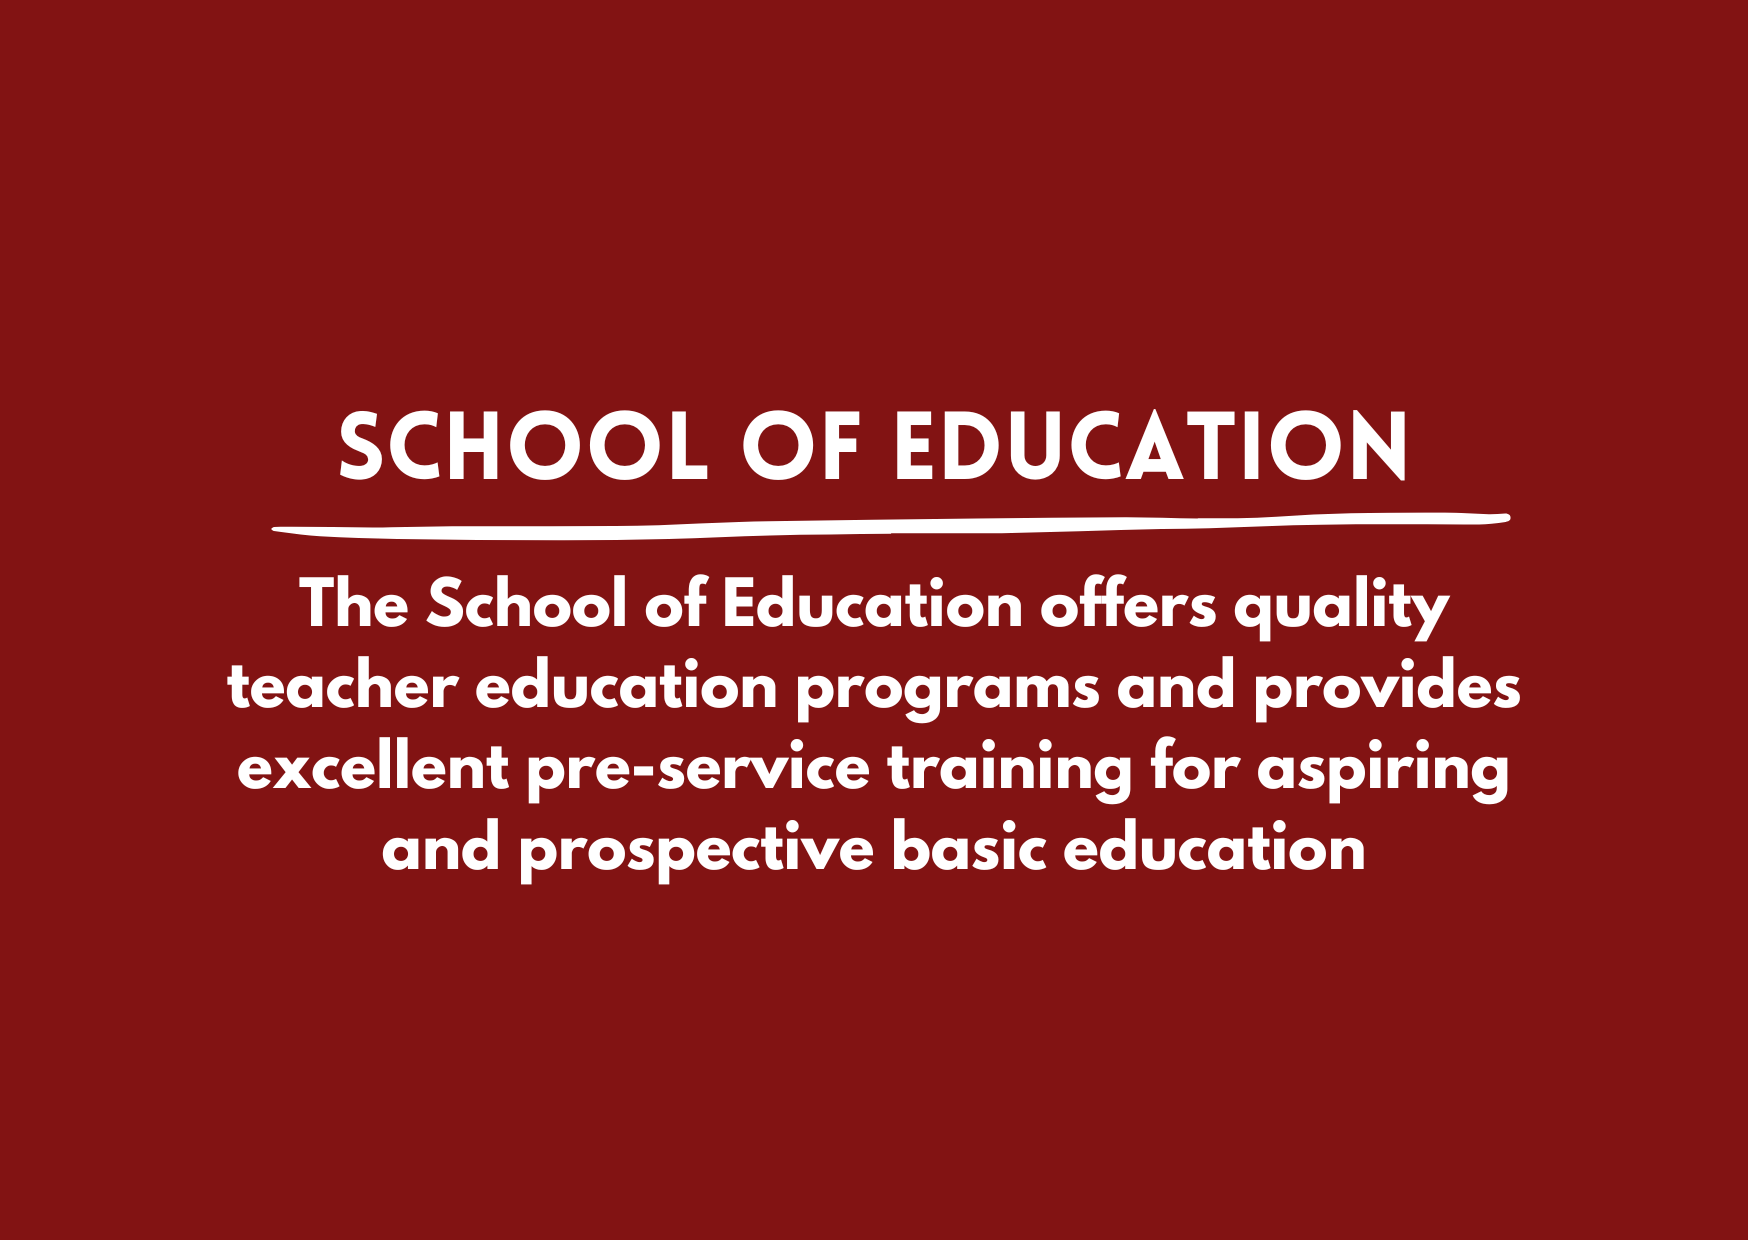 SCHOOL OF EDUCATION
The School of Education offers quality
teacher education programs and provides
excellent pre-service training for aspiring
and prospective basic education